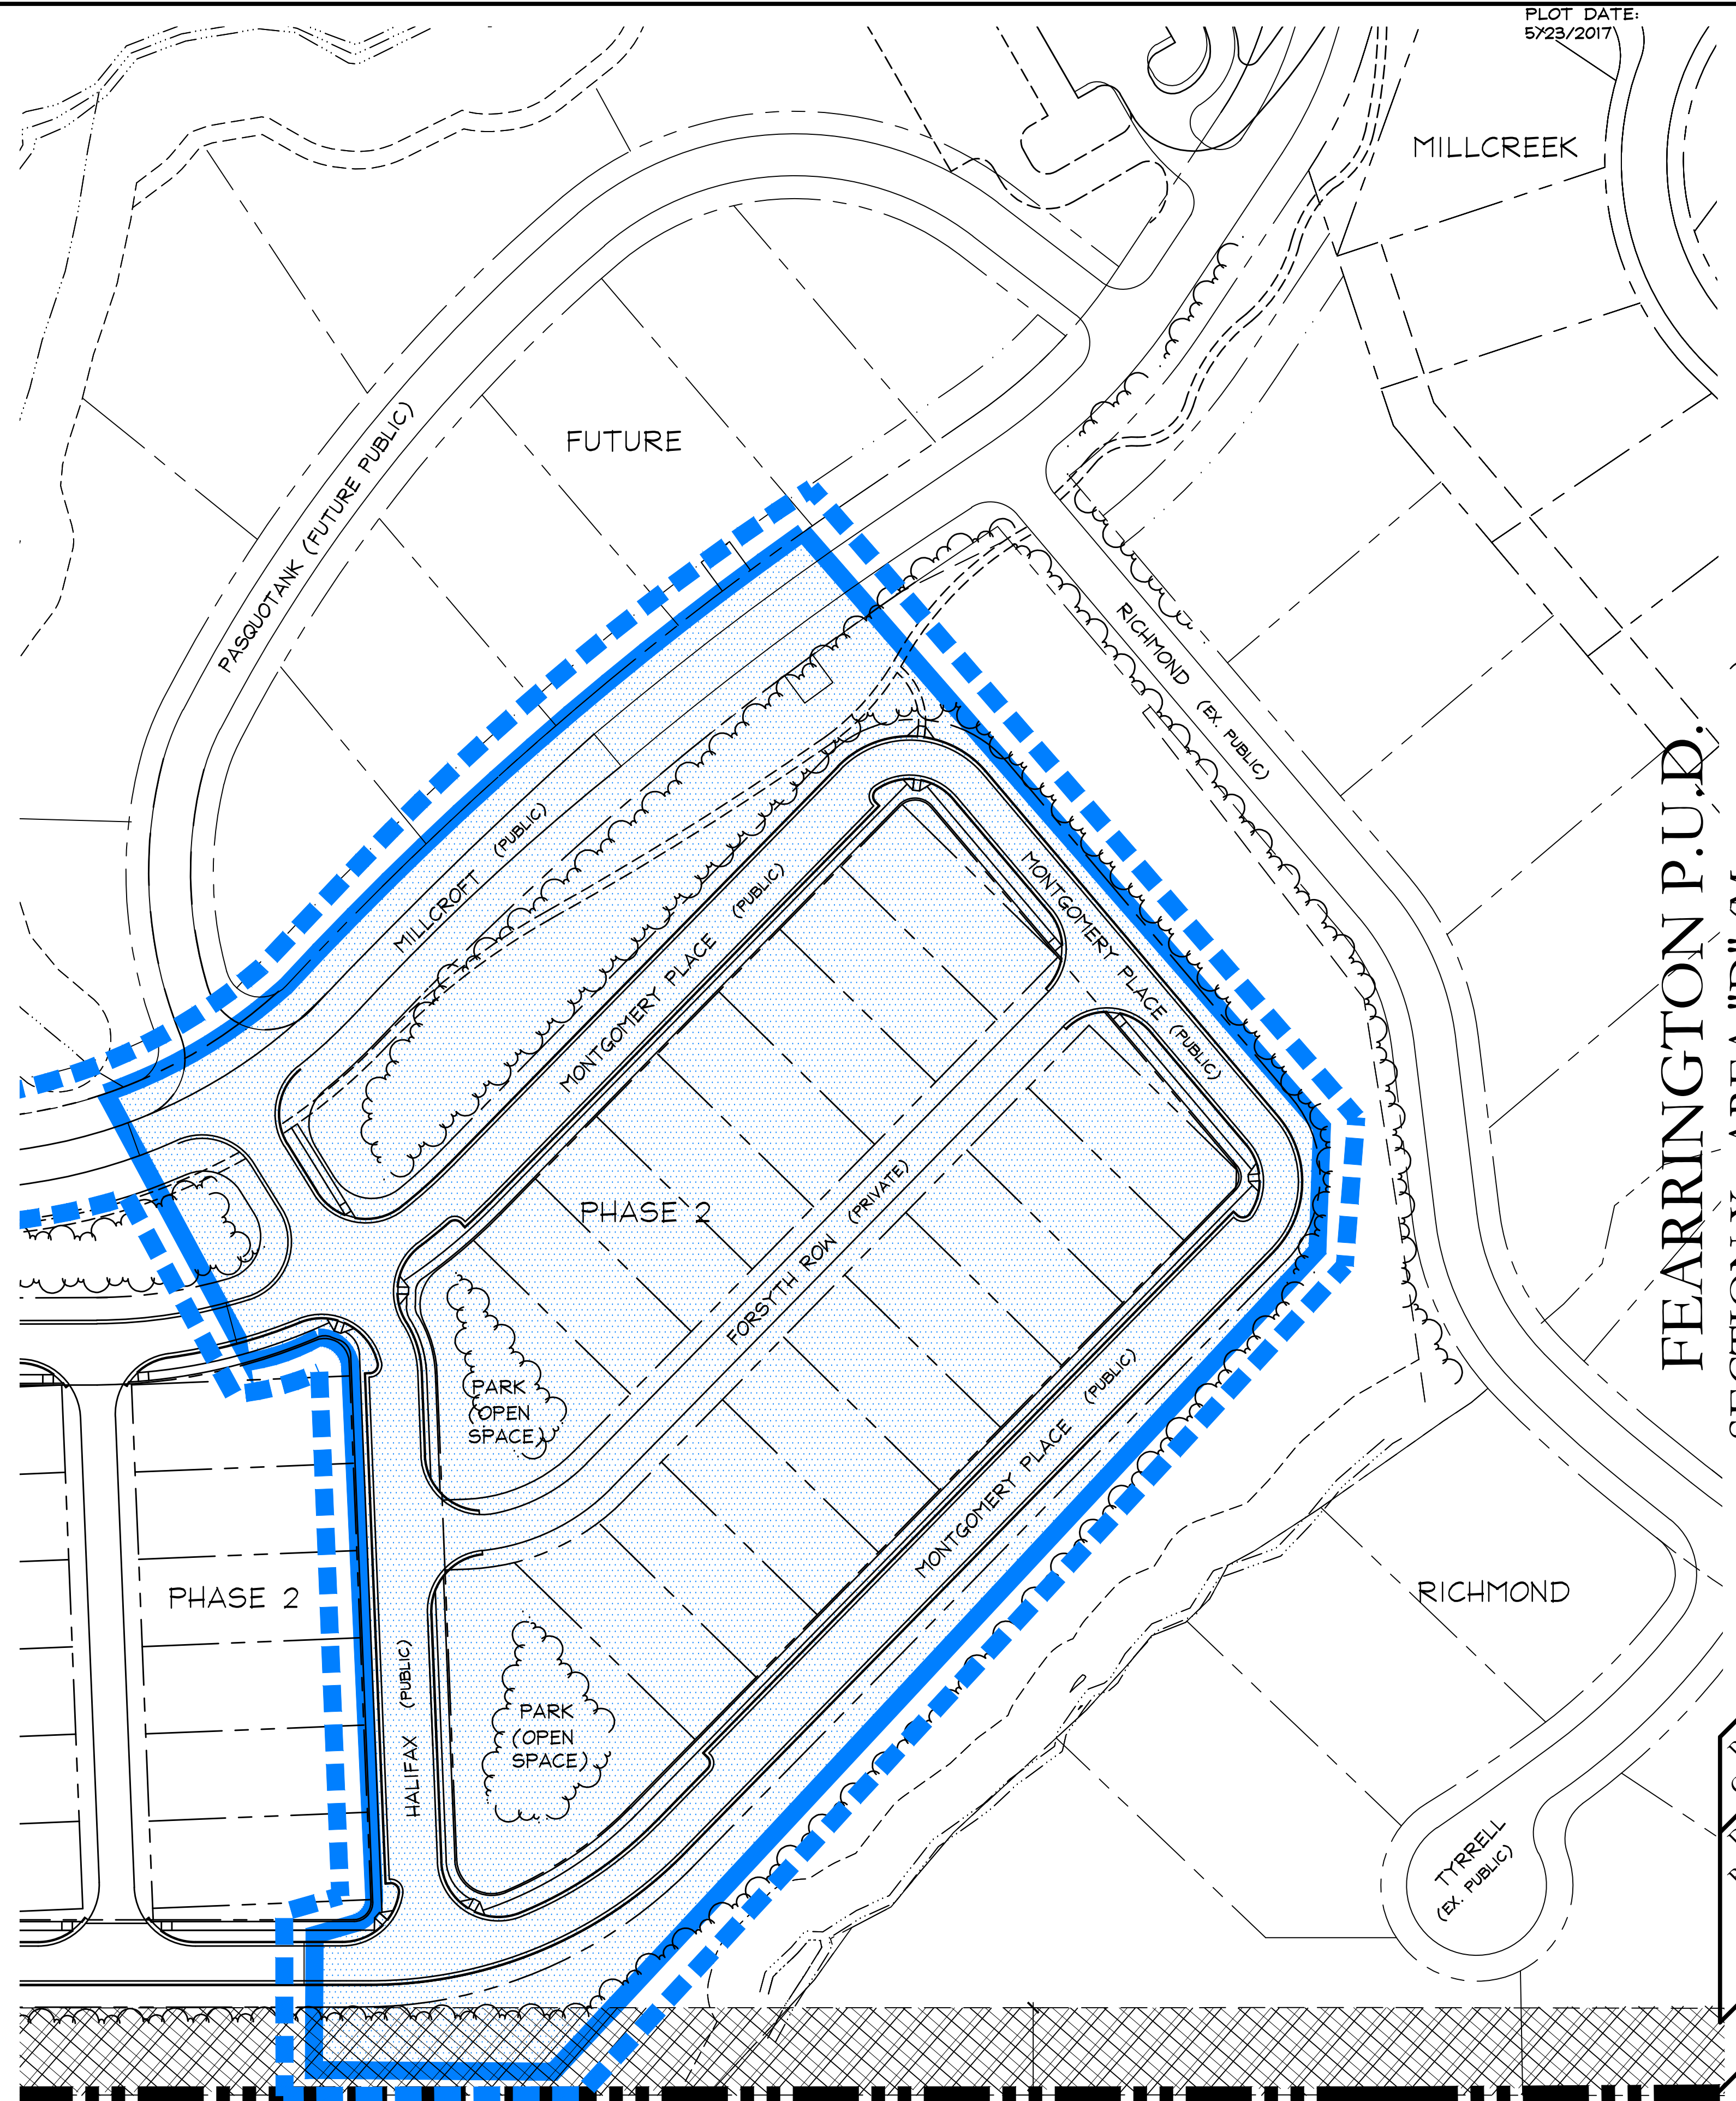 PLOT DATE:
5/23/2017
MILLCREEK
FUTURE
PASQUOTANK (FUTURE PUBLIC)
RICHMOND (EX. PUBLIC)
FEARRINGTON P.U.D.
MILLCROFT (PUBLIC)
MONTGOMERY PLACE (PUBLIC)
MONTGOMERY PLACE (PUBLIC)
PHASE 2
FORSYTH ROW (PRIVATE)
PARK
(OPEN
SPACE)
MONTGOMERY PLACE (PUBLIC)
PHASE 2
RICHMOND
HALIFAX (PUBLIC)
PARK
(OPEN
SPACE)
TYRRELL
(EX. PUBLIC)